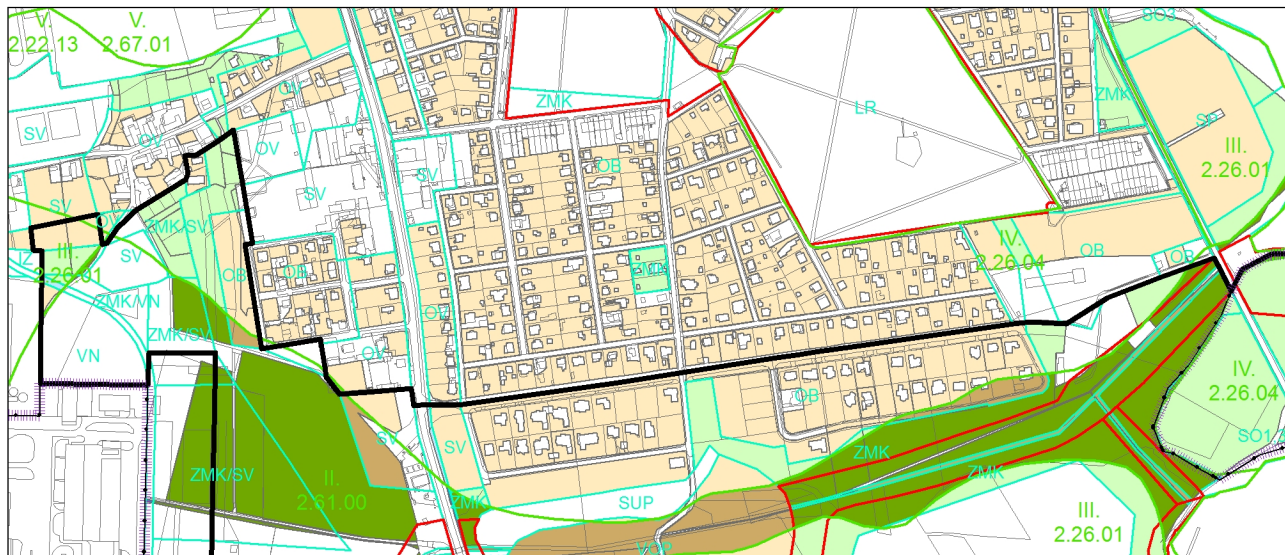 V.
2.22.13
V.
2.67.01
SO3
ZMK
LR
ZMK
SP
OV
OV
SV
OV
OV
SV
SV
OB
III.
2.26.01
SV
OV
ZMK/SV
IZ
III.
2.26.01
SV
OB
OB
IV.
2.26.04
OB
OB
ZMK/VN
OV
ZMK/SV
VN
OV
IV.
2.26.04
OB
SV
SV
SO1
ZMK
ZMK
ZMK/SV
II.
2.61.00
ZMK
SUP
III.
2.26.01